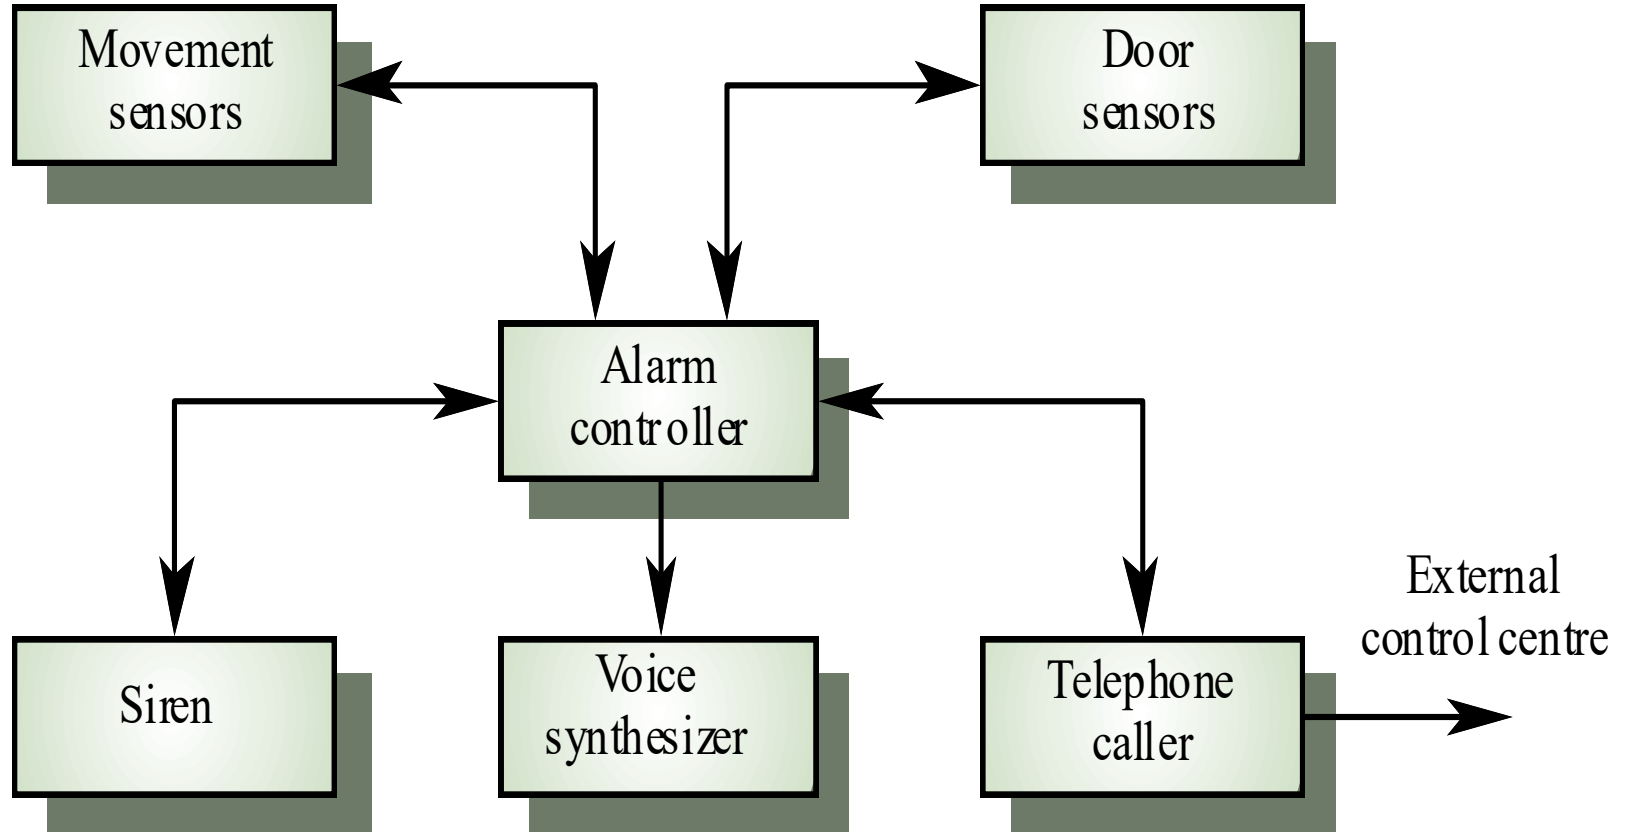 Movement
sensors
Door
sensors
Alarm
controller
Siren
Voice
synthesizer
Telephone
caller
External
control centre